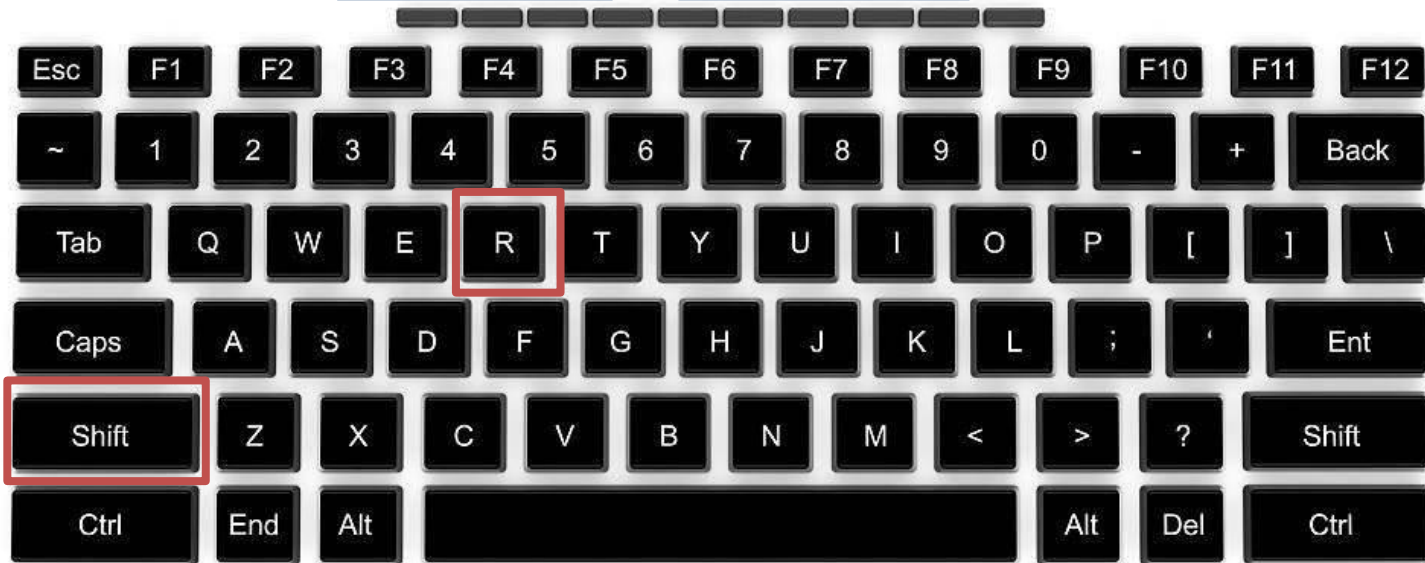 Esc F1 F2 F3 F4 F5 F6 F7 F8 F9 F10 F11 F12
~ 1 2 3 4 5 6 7 8 9 0 - + Back
Tab Q W E R T Y U I O P [ ] \
Caps A S D F G H J K L ; ‘ Ent
Shift Z X C V B N M < > ? Shift
Ctrl End Alt Alt Del Ctrl